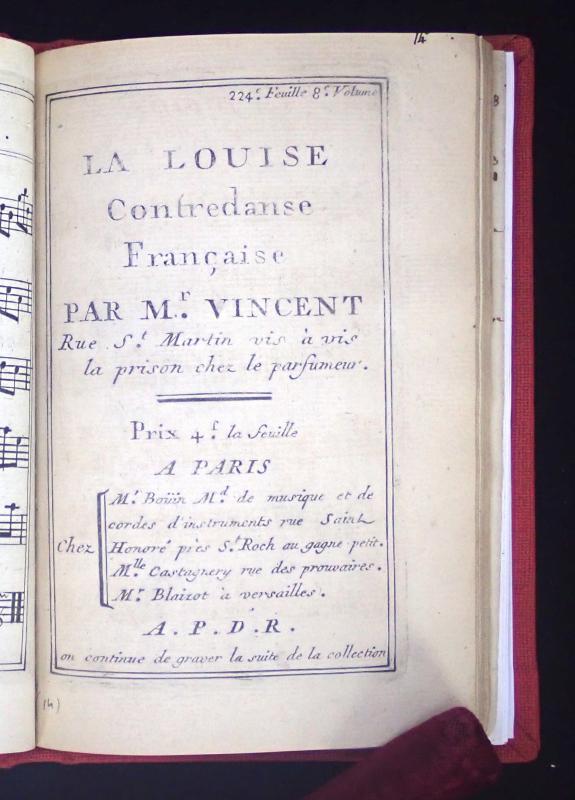 14
224.e Feuille 8.e Volume
LA LOUISE
Contredanse
Française
PAR M.r VINCENT
Rue S.t Martin vis à vis
la prison chez le parfumeur.
Prix 4.f la feuille
A PARIS
M.r Boüin M.d de musique et de
cordes d'instruments rue Saint
Chez Honoré près S.t Roch au gagne petit.
M.lle Castagnery rue des prouvaires.
M.r Blaizot à versailles.
A. P. D. R.
on continue de graver la suite de la collection
(14)